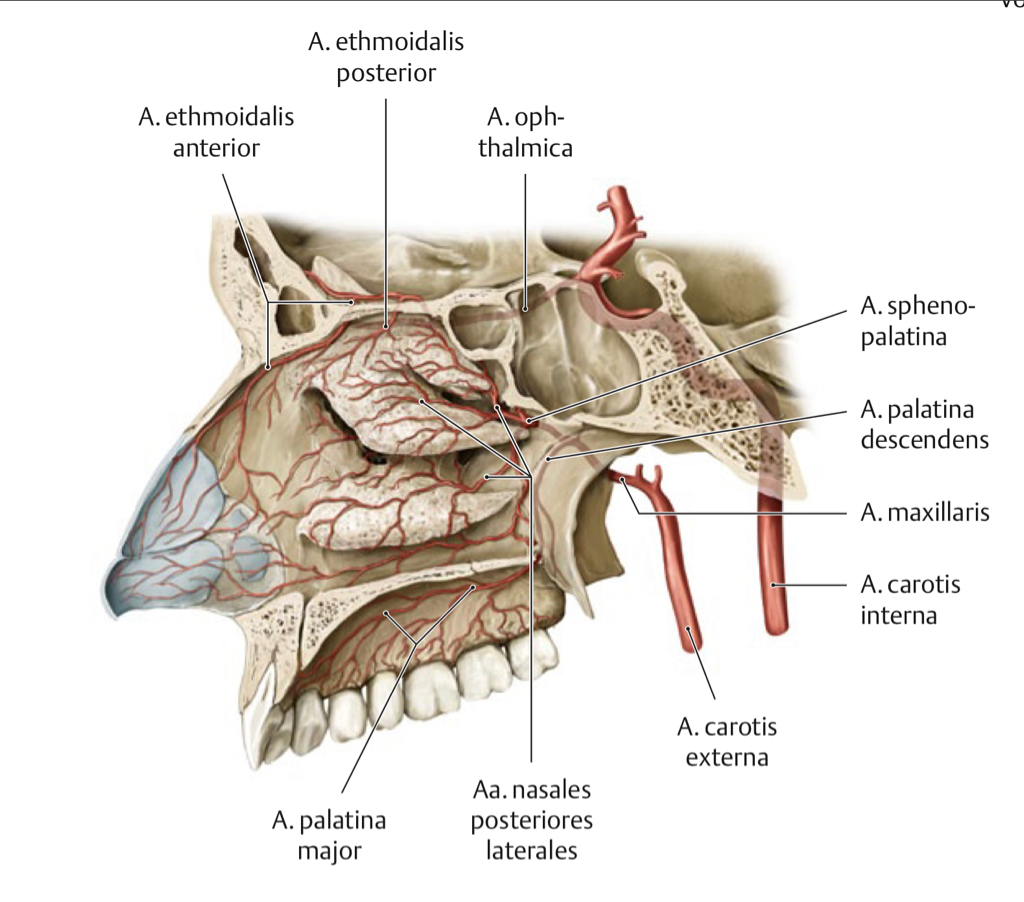 A. ethmoidalis
posterior
A. ethmoidalis
anterior
A. oph-
thalmica
A. spheno-
palatina
A. palatina
descendens
A. maxillaris
A. carotis
interna
A. carotis
externa
Aa. nasales
posteriores
laterales
A. palatina
major